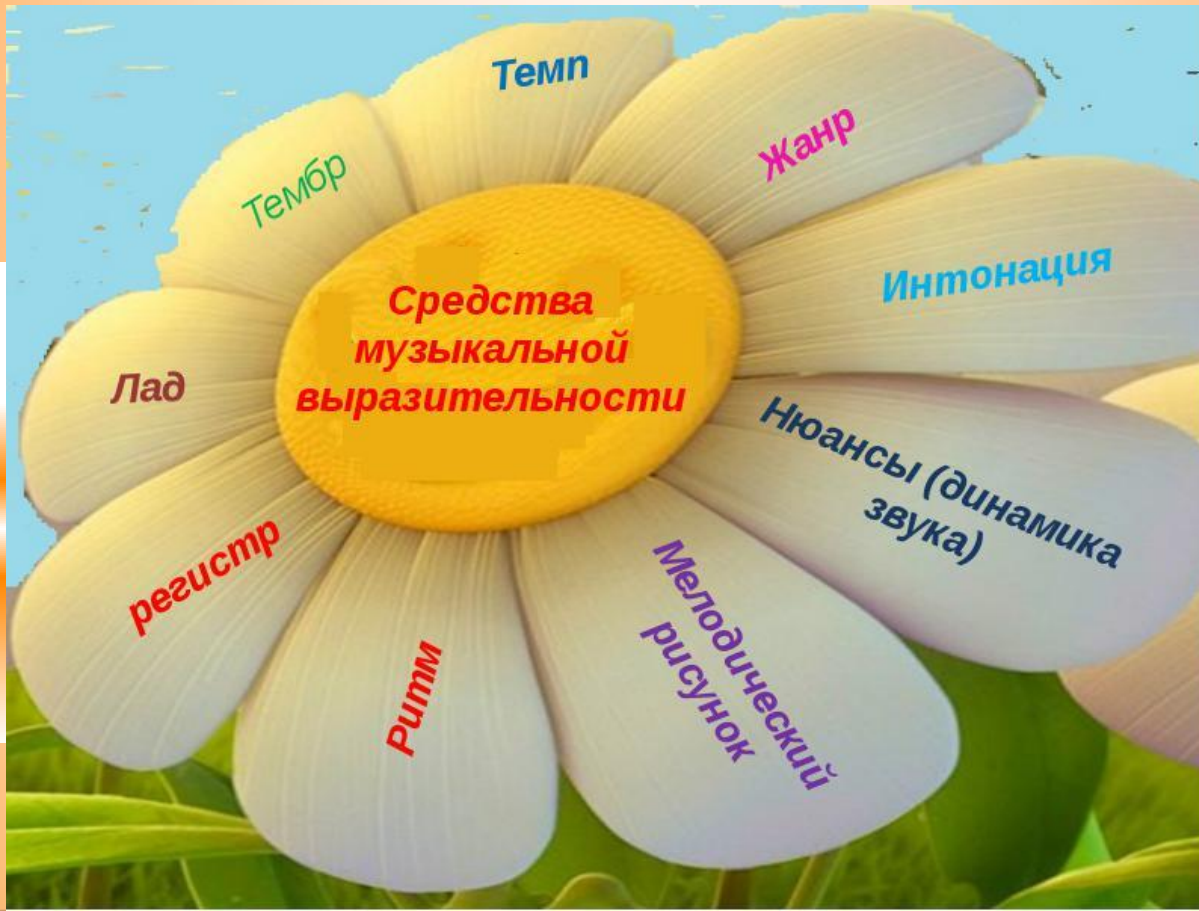 Средства
музыкальной
выразительности
Темп
Жанр
Интонация
Нюансы (динамика
звука)
Мелодический
рисунок
Ритм
регистр
Лад
Тембр